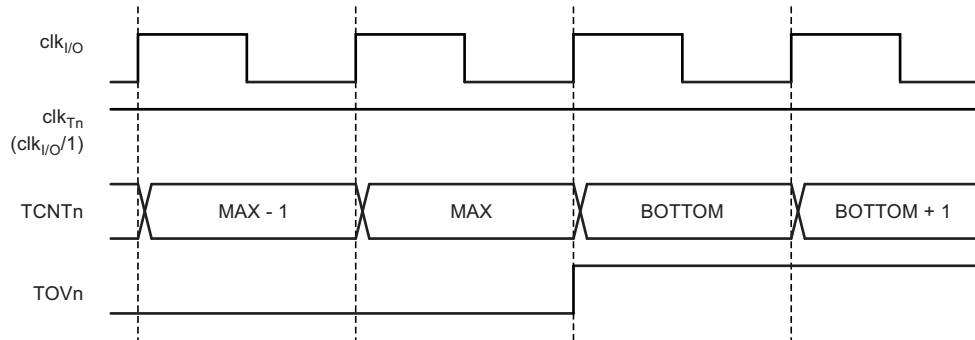 clkI/O
clkTn
(clkI/O/1)
TCNTn MAX - 1 MAX BOTTOM BOTTOM + 1
TOVn